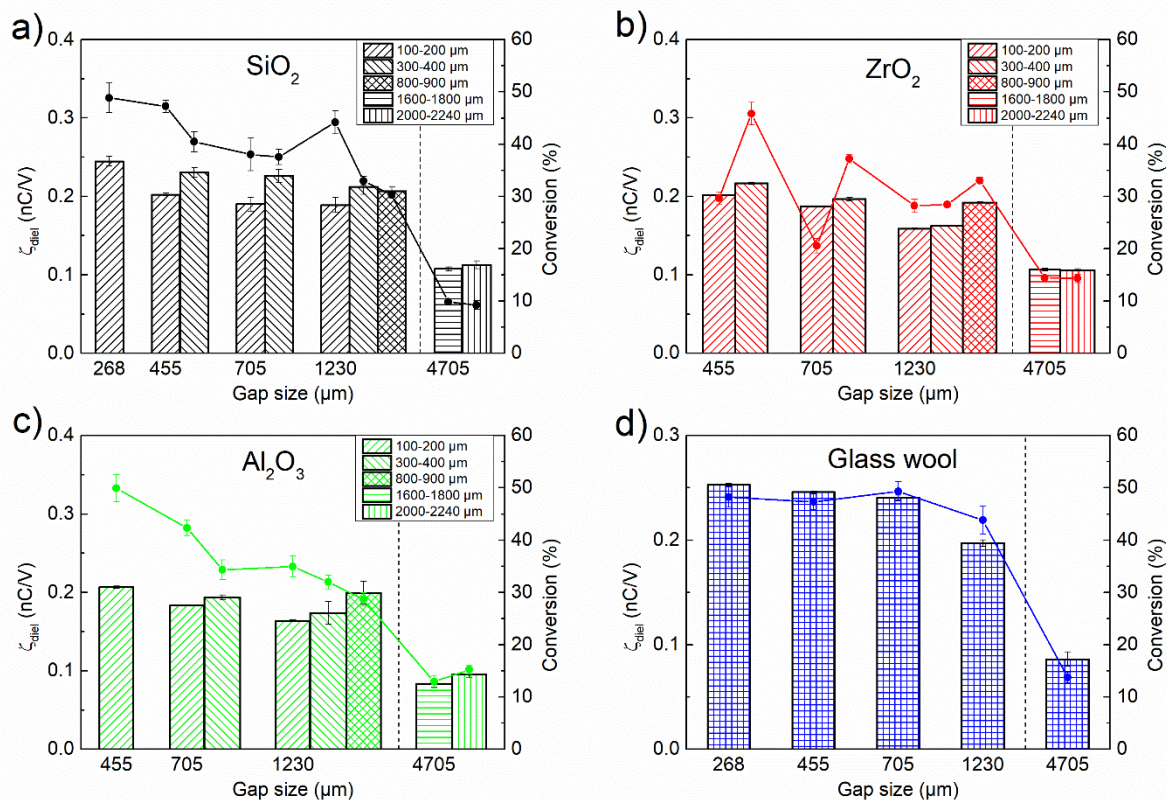 a)
SiO2
100-200 µm
300-400 µm
800-900 µm
1600-1800 µm
2000-2240 µm
0.4
0.3
0.2
0.1
0.0
ζdiel (nC/V)
60
50
40
30
20
10
0
Conversion (%)
268 455 705 1230 4705
Gap size (µm)
b)
ZrO2
100-200 µm
300-400 µm
800-900 µm
1600-1800 µm
2000-2240 µm
0.4
0.3
0.2
0.1
0.0
ζdiel (nC/V)
60
50
40
30
20
10
0
Conversion (%)
455 705 1230 4705
Gap size (µm)
c)
Al2O3
100-200 µm
300-400 µm
800-900 µm
1600-1800 µm
2000-2240 µm
0.4
0.3
0.2
0.1
0.0
ζdiel (nC/V)
60
50
40
30
20
10
0
Conversion (%)
455 705 1230 4705
Gap size (µm)
d)
Glass wool
0.3
0.2
0.1
0.0
ζdiel (nC/V)
60
50
40
30
20
10
0
Conversion (%)
268 455 705 1230 4705
Gap size (µm)